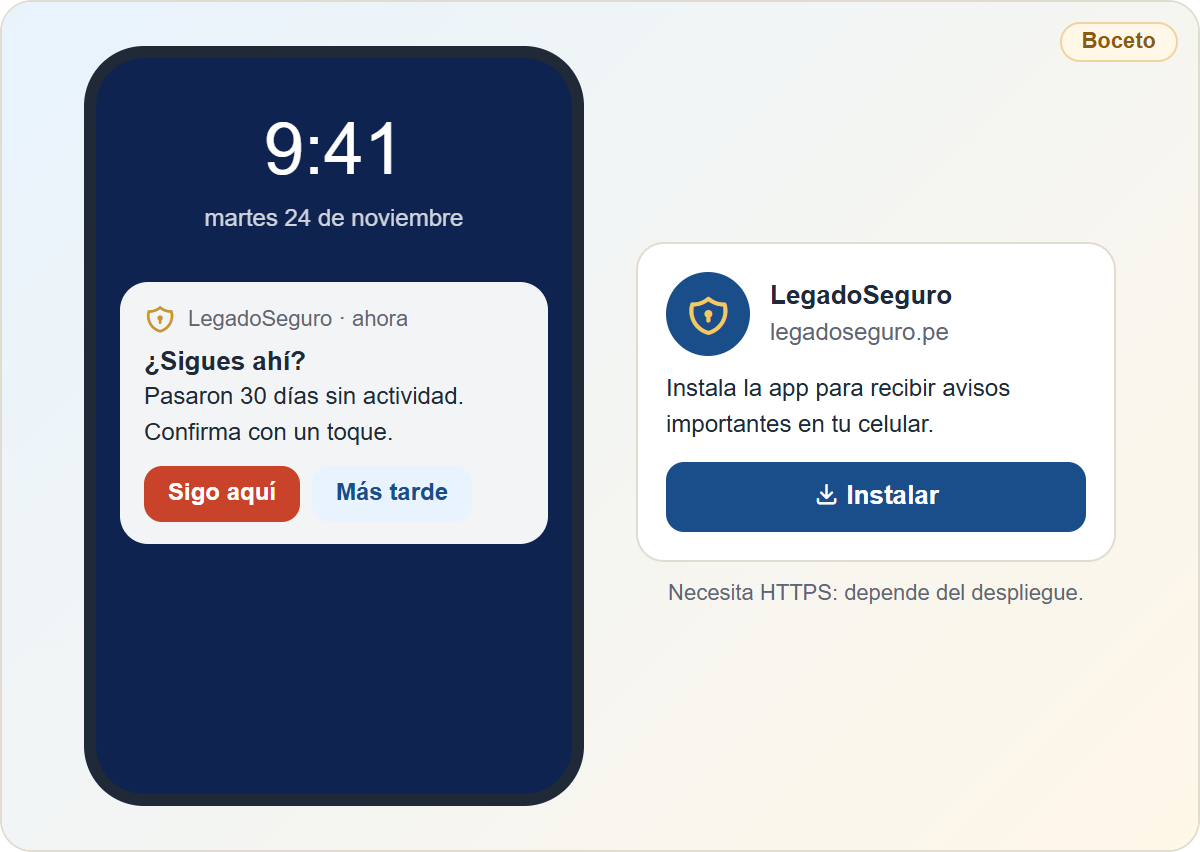 Boceto
9:41
martes 24 de noviembre
LegadoSeguro · ahora
¿Sigues ahí?
Pasaron 30 días sin actividad.
Confirma con un toque.
Sigo aquí
Más tarde
LegadoSeguro
legadoseguro.pe
Instala la app para recibir avisos
importantes en tu celular.
Instalar
Necesita HTTPS: depende del despliegue.